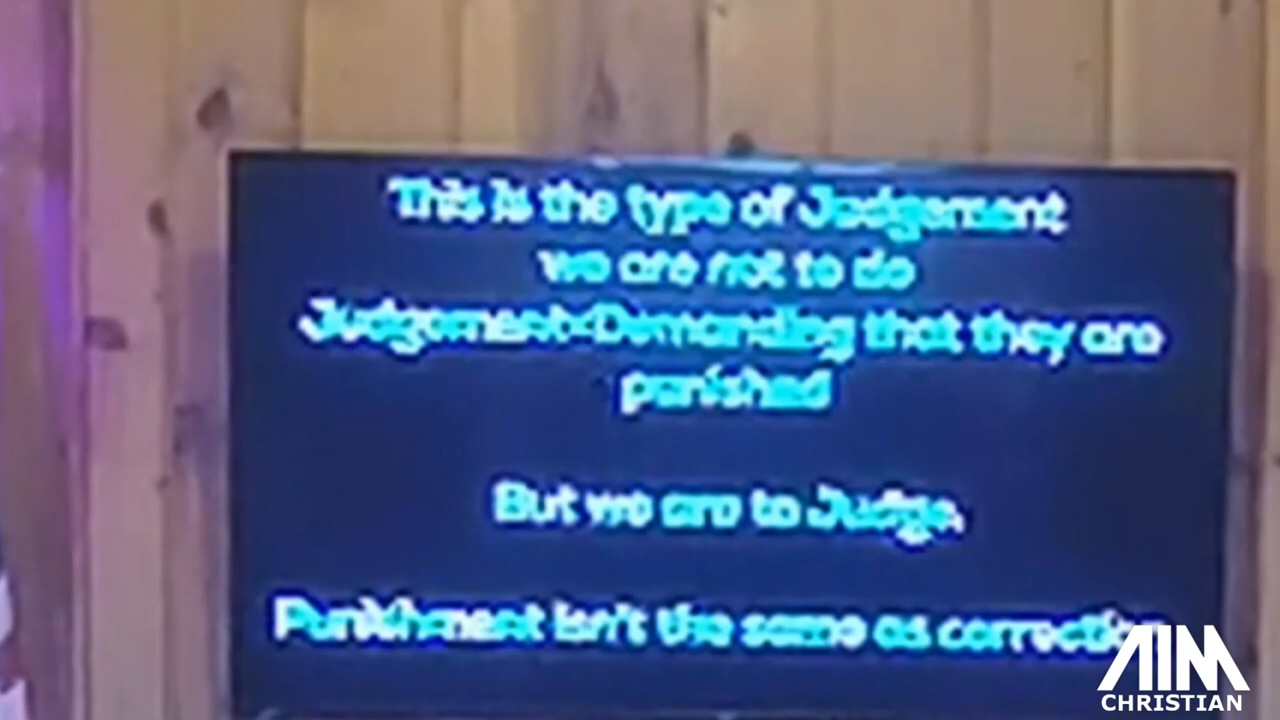 This is the type of Judgement
we are not to do
Judgement=Demanding that they are
punished
But we are to Judge.
Punishment isn't the same as correction
AIM
CHRISTIAN